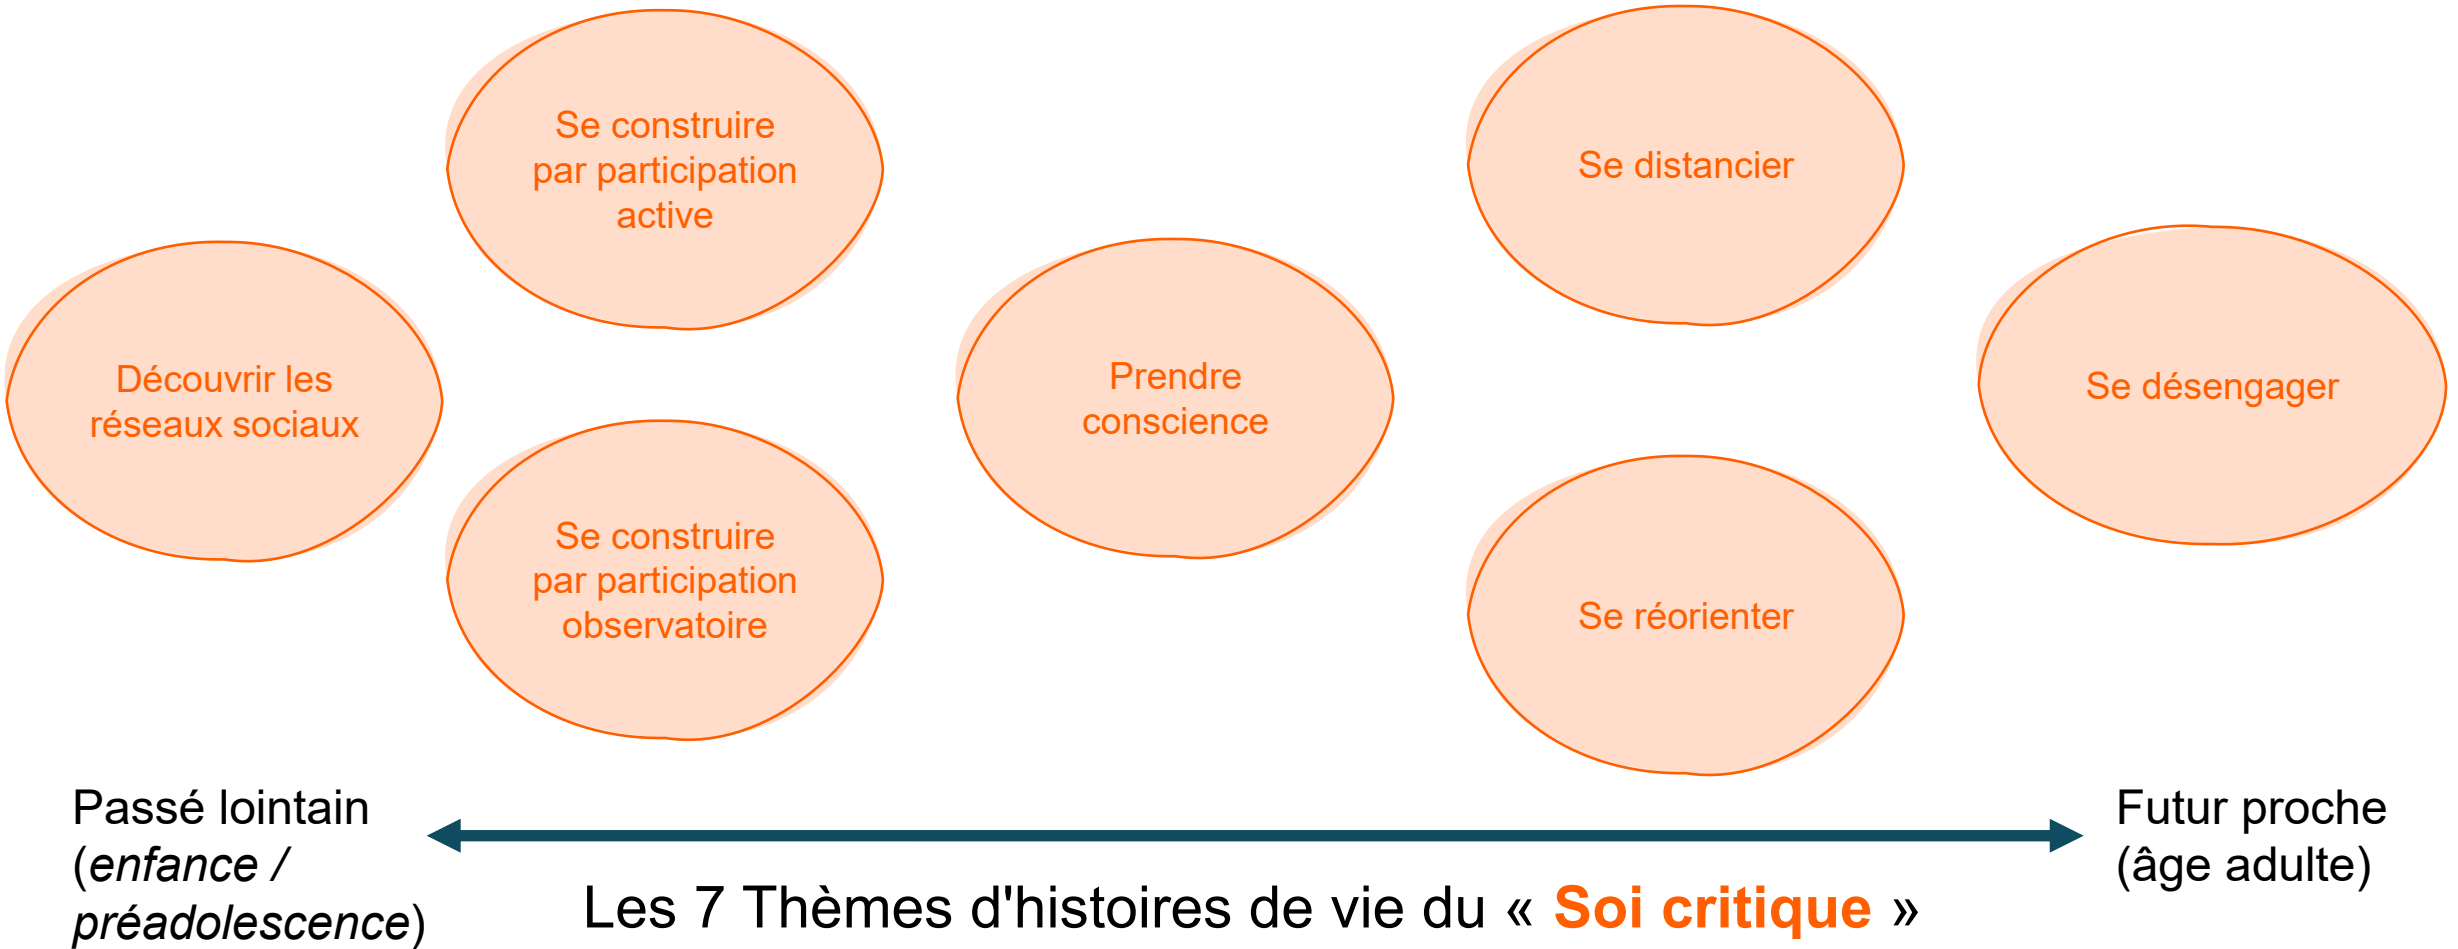 Découvrir les
réseaux sociaux
Se construire
par participation
active
Se construire
par participation
observatoire
Prendre
conscience
Se distancier
Se réorienter
Se désengager
Passé lointain
(enfance /
préadolescence)
Futur proche
(âge adulte)
Les 7 Thèmes d'histoires de vie du « Soi critique »